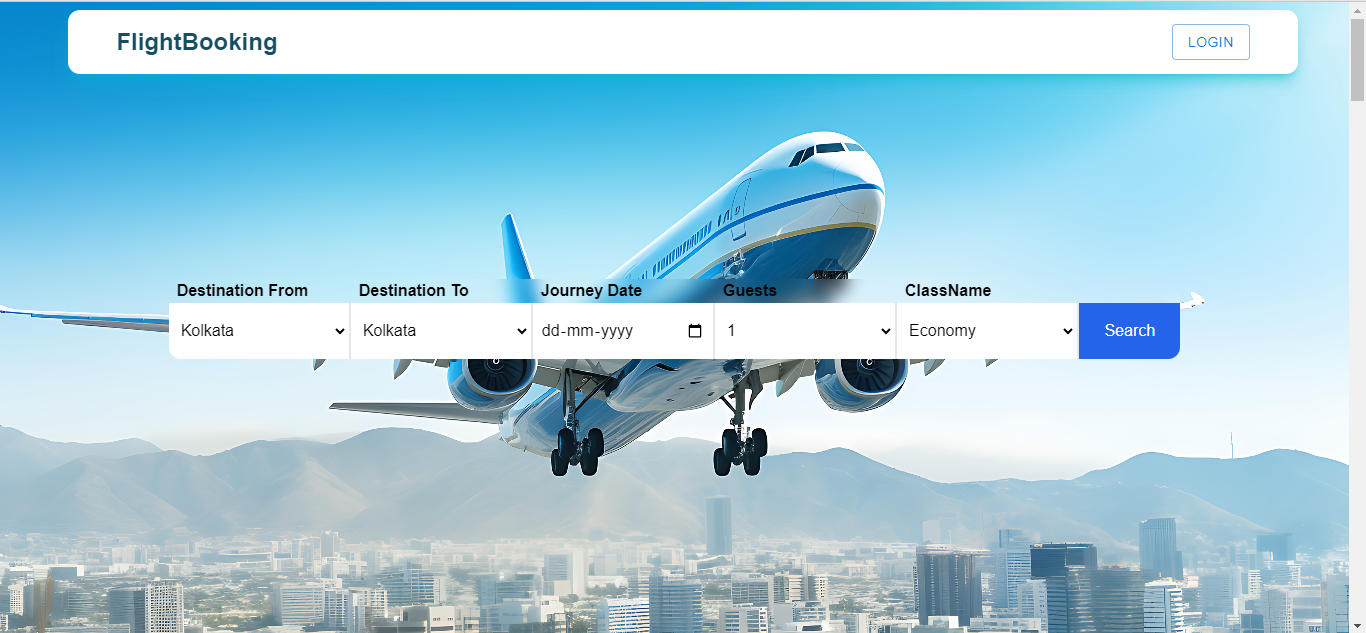 FlightBooking
LOGIN
Destination From Destination To Journey Date Guests ClassName
Kolkata Kolkata dd-mm-yyyy 1 Economy Search